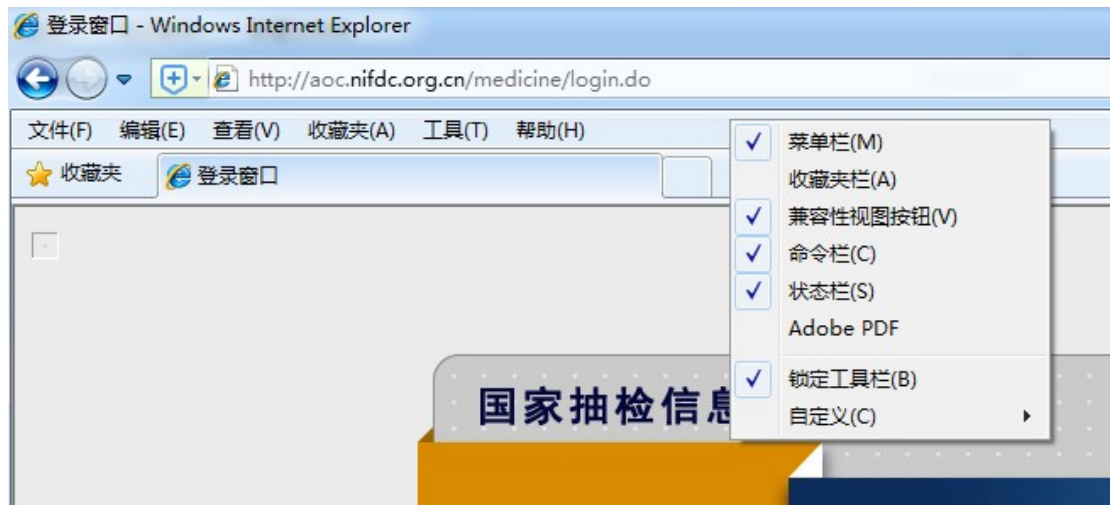 登录窗口 - Windows Internet Explorer
http://aoc.nifdc.org.cn/medicine/login.do
文件(F) 编辑(E) 查看(V) 收藏夹(A) 工具(T) 帮助(H)
收藏夹 登录窗口
菜单栏(M)
收藏夹栏(A)
兼容性视图按钮(V)
命令栏(C)
状态栏(S)
Adobe PDF
锁定工具栏(B)
自定义(C)
国家抽检信息